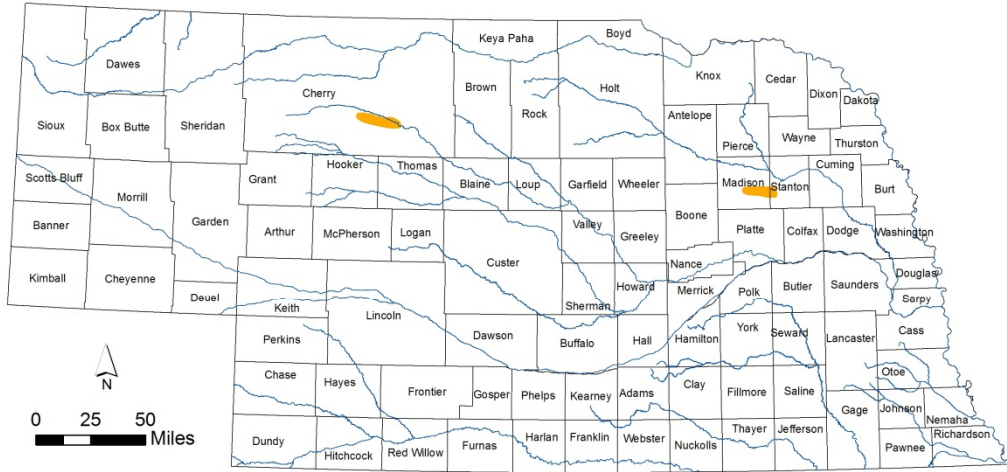 Boyd
Keya Paha
Knox
Cedar
Dawes
Dixon
Holt
Brown
Cherry
Dakota
Rock
Antelope
Sioux
Box Butte
Sheridan
Wayne
Pierce
Thurston
Cuming
Hooker
Thomas
Scotts Bluff
Grant
Blaine
Loup
Garfield
Wheeler
Madison
Stanton
Burt
Morrill
Garden
Boone
Banner
Arthur
McPherson
Logan
Valley
Platte
Colfax
Dodge
Washington
Greeley
Custer
Nance
Kimball
Cheyenne
Douglas
Howard
Merrick
Polk
Butler
Saunders
Deuel
Sarpy
Keith
Sherman
Lincoln
Perkins
Dawson
Buffalo
Hall
Hamilton
York
Seward
Cass
Lancaster
Otoe
Chase
Hayes
Frontier
Gosper
Phelps
Kearney
Adams
Clay
Fillmore
Saline
Gage
Johnson
Nemaha
N
0 25 50
Miles
Dundy
Hitchcock
Red Willow
Furnas
Harlan
Franklin
Webster
Nuckolls
Thayer
Jefferson
Pawnee
Richardson